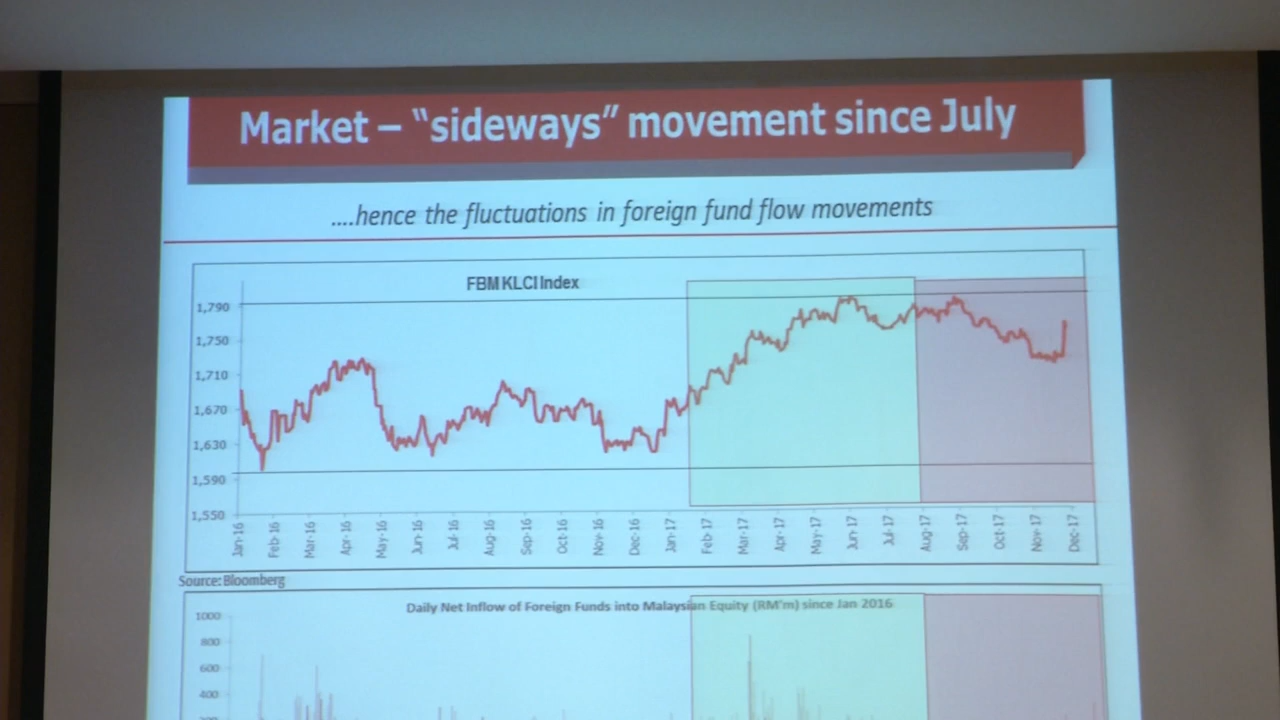 Market – “sideways” movement since July
....hence the fluctuations in foreign fund flow movements
FBM KLCI Index
1,790
1,750
1,710
1,670
1,630
1,590
1,550
Jan-16 Feb-16 Mar-16 Apr-16 May-16 Jun-16 Jul-16 Aug-16 Sep-16 Oct-16 Nov-16 Dec-16 Jan-17 Feb-17 Mar-17 Apr-17 May-17 Jun-17 Jul-17 Aug-17 Sep-17 Oct-17 Nov-17 Dec-17
Source: Bloomberg
Daily Net Inflow of Foreign Funds into Malaysian Equity (RM'm) since Jan 2016
1000
800
600
400